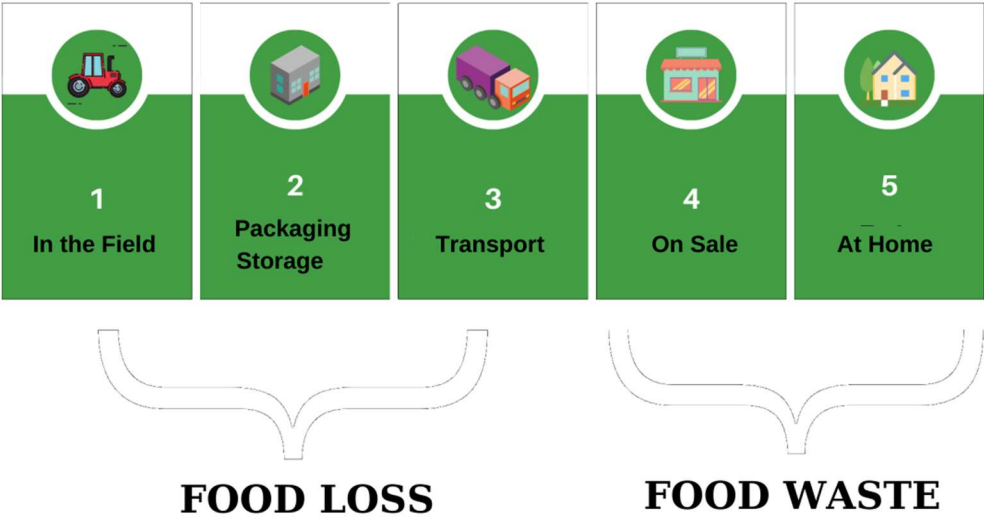 1
In the Field
2
Packaging
Storage
3
Transport
4
On Sale
5
At Home
FOOD LOSS
FOOD WASTE